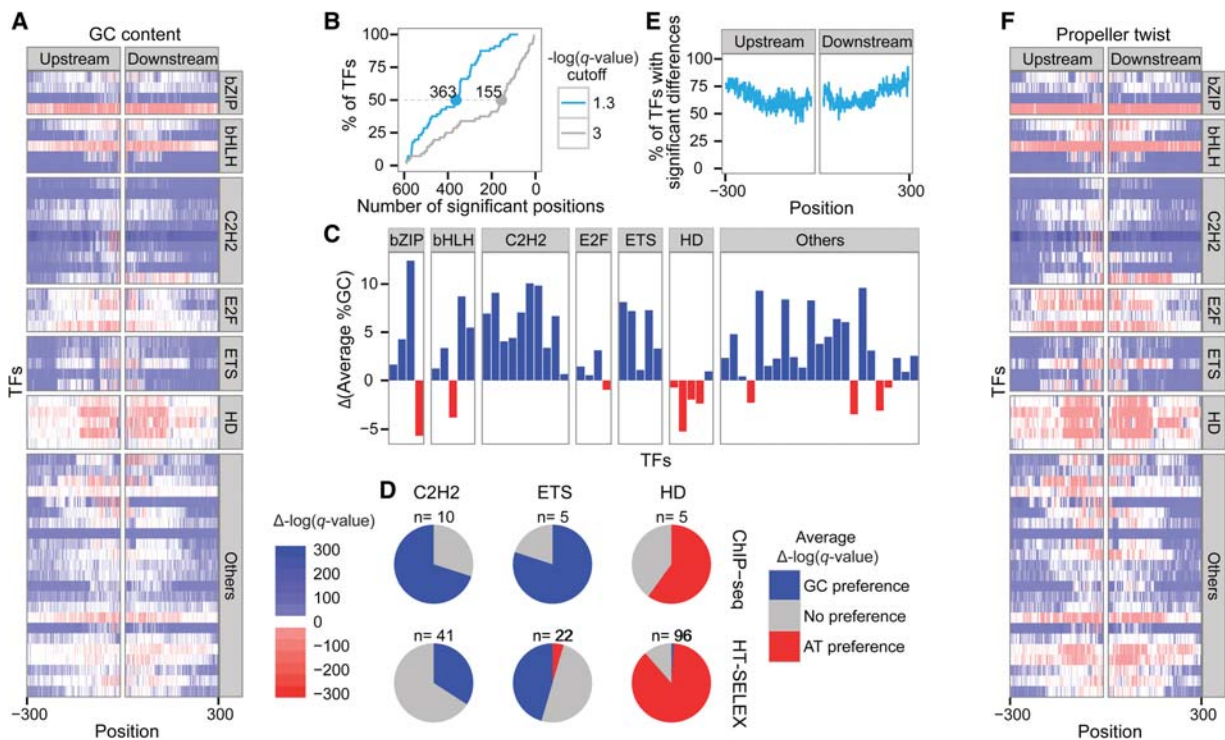 A
GC content
Upstream
Downstream
bZIP
bHLH
C2H2
E2F
ETS
HD
Others
TFs
−300
300
Position
B
% of TFs
100
75
50
25
0
363
155
600
400
200
0
Number of significant positions
-log(q-value)
cutoff
1.3
3
E
% of TFs with
significant differences
Upstream
Downstream
100
75
50
25
0
−300
300
Position
C
bZIP
bHLH
C2H2
E2F
ETS
HD
Others
Δ(Average %GC)
10
5
0
−5
TFs
D
C2H2
ETS
HD
n= 10
n= 5
n= 5
ChIP−seq
n= 41
n= 22
n= 96
HT−SELEX
Δ-log(q-value)
300
200
100
0
−100
−200
−300
Average
Δ-log(q-value)
GC preference
No preference
AT preference
F
Propeller twist
Upstream
Downstream
bZIP
bHLH
C2H2
E2F
ETS
HD
Others
TFs
−300
300
Position